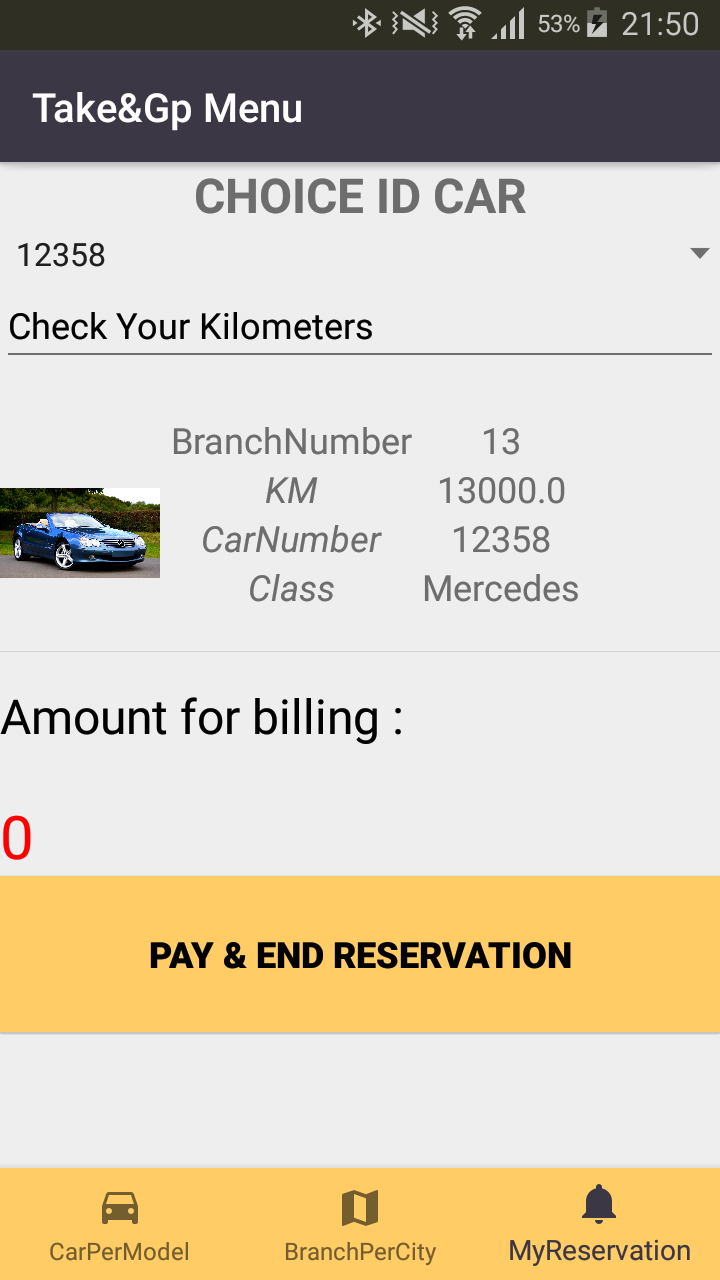 53% 21:50
Take&Gp Menu
CHOICE ID CAR
12358
Check Your Kilometers
BranchNumber 13
KM 13000.0
CarNumber 12358
Class Mercedes
Amount for billing :
0
PAY & END RESERVATION
CarPerModel BranchPerCity MyReservation